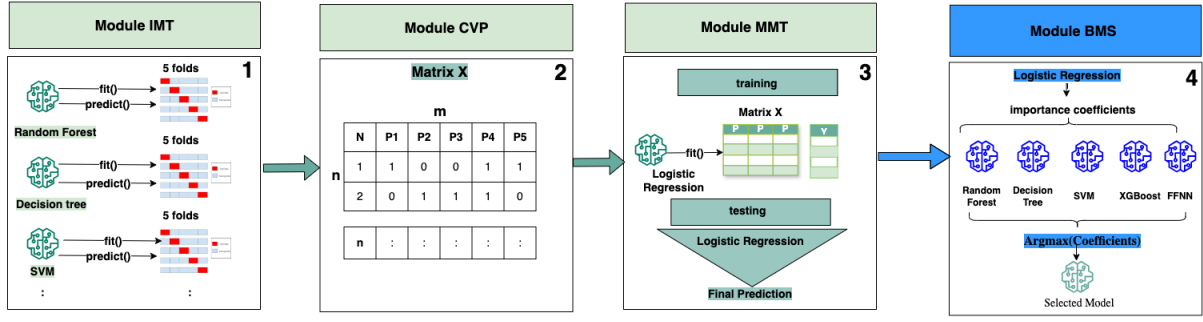 Module IMT
1
5 folds
fit()
predict()
Random Forest
5 folds
fit()
predict()
Decision tree
5 folds
fit()
predict()
SVM
:
:
Module CVP
Matrix X
2
m
n
N P1 P2 P3 P4 P5
1 1 0 0 1 1
2 0 1 1 1 0
n : : : : :
Module MMT
3
training
Matrix X
P P P Y
fit()
Logistic
Regression
testing
Logistic Regression
Final Prediction
Module BMS
4
Logistic Regression
importance coefficients
Random Forest
Decision Tree
SVM
XGBoost
FFNN
Argmax(Coefficients)
Selected Model